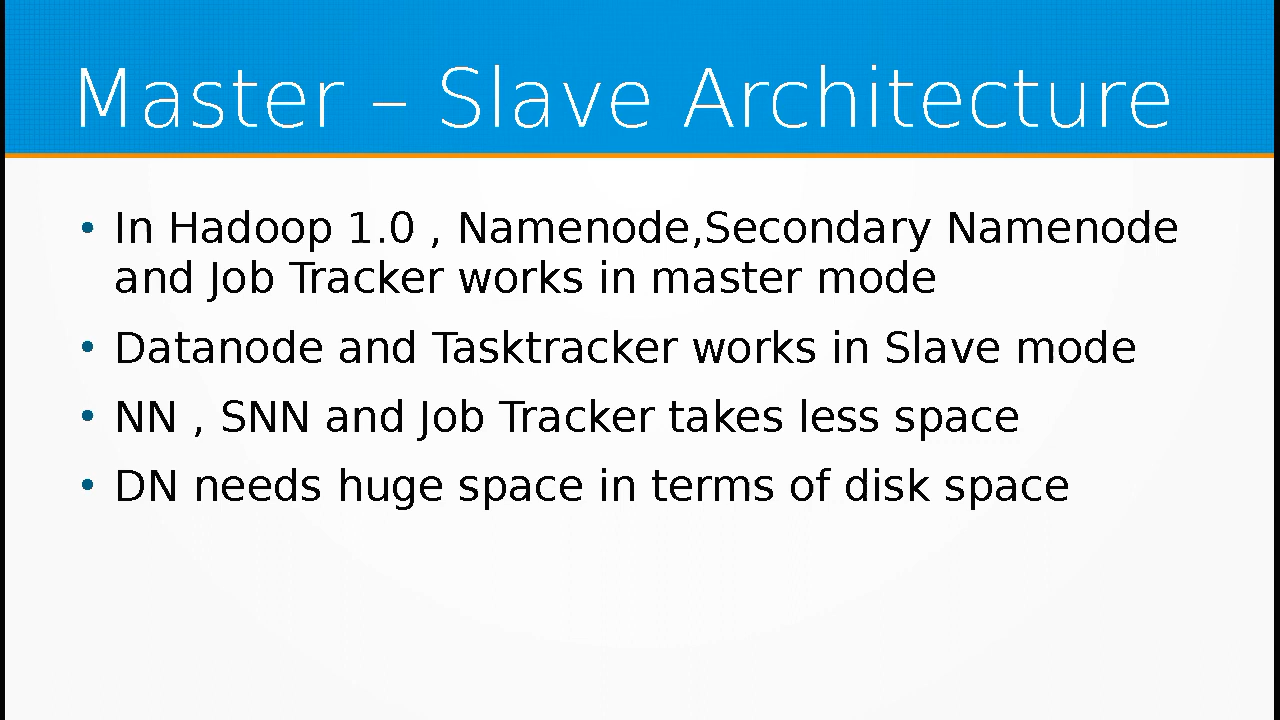 Master – Slave Architecture
• In Hadoop 1.0 , Namenode,Secondary Namenode
and Job Tracker works in master mode
• Datanode and Tasktracker works in Slave mode
• NN , SNN and Job Tracker takes less space
• DN needs huge space in terms of disk space